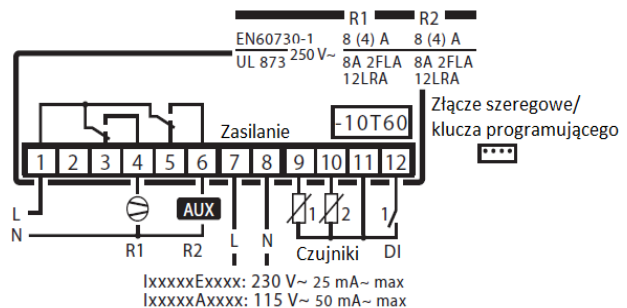 R1 R2
EN60730-1 8 (4) A 8 (4) A
UL 873 250 V~ 8A 2FLA 8A 2FLA
12LRA 12LRA
Złącze szeregowe/
klucza programującego
-10T60
Zasilanie
1 2 3 4 5 6 7 8 9 10 11 12
L
N
AUX
1 2 1
R1 R2 L N Czujniki DI
IxxxxxExxxx: 230 V~ 25 mA~ max
IxxxxxAxxxx: 115 V~ 50 mA~ max